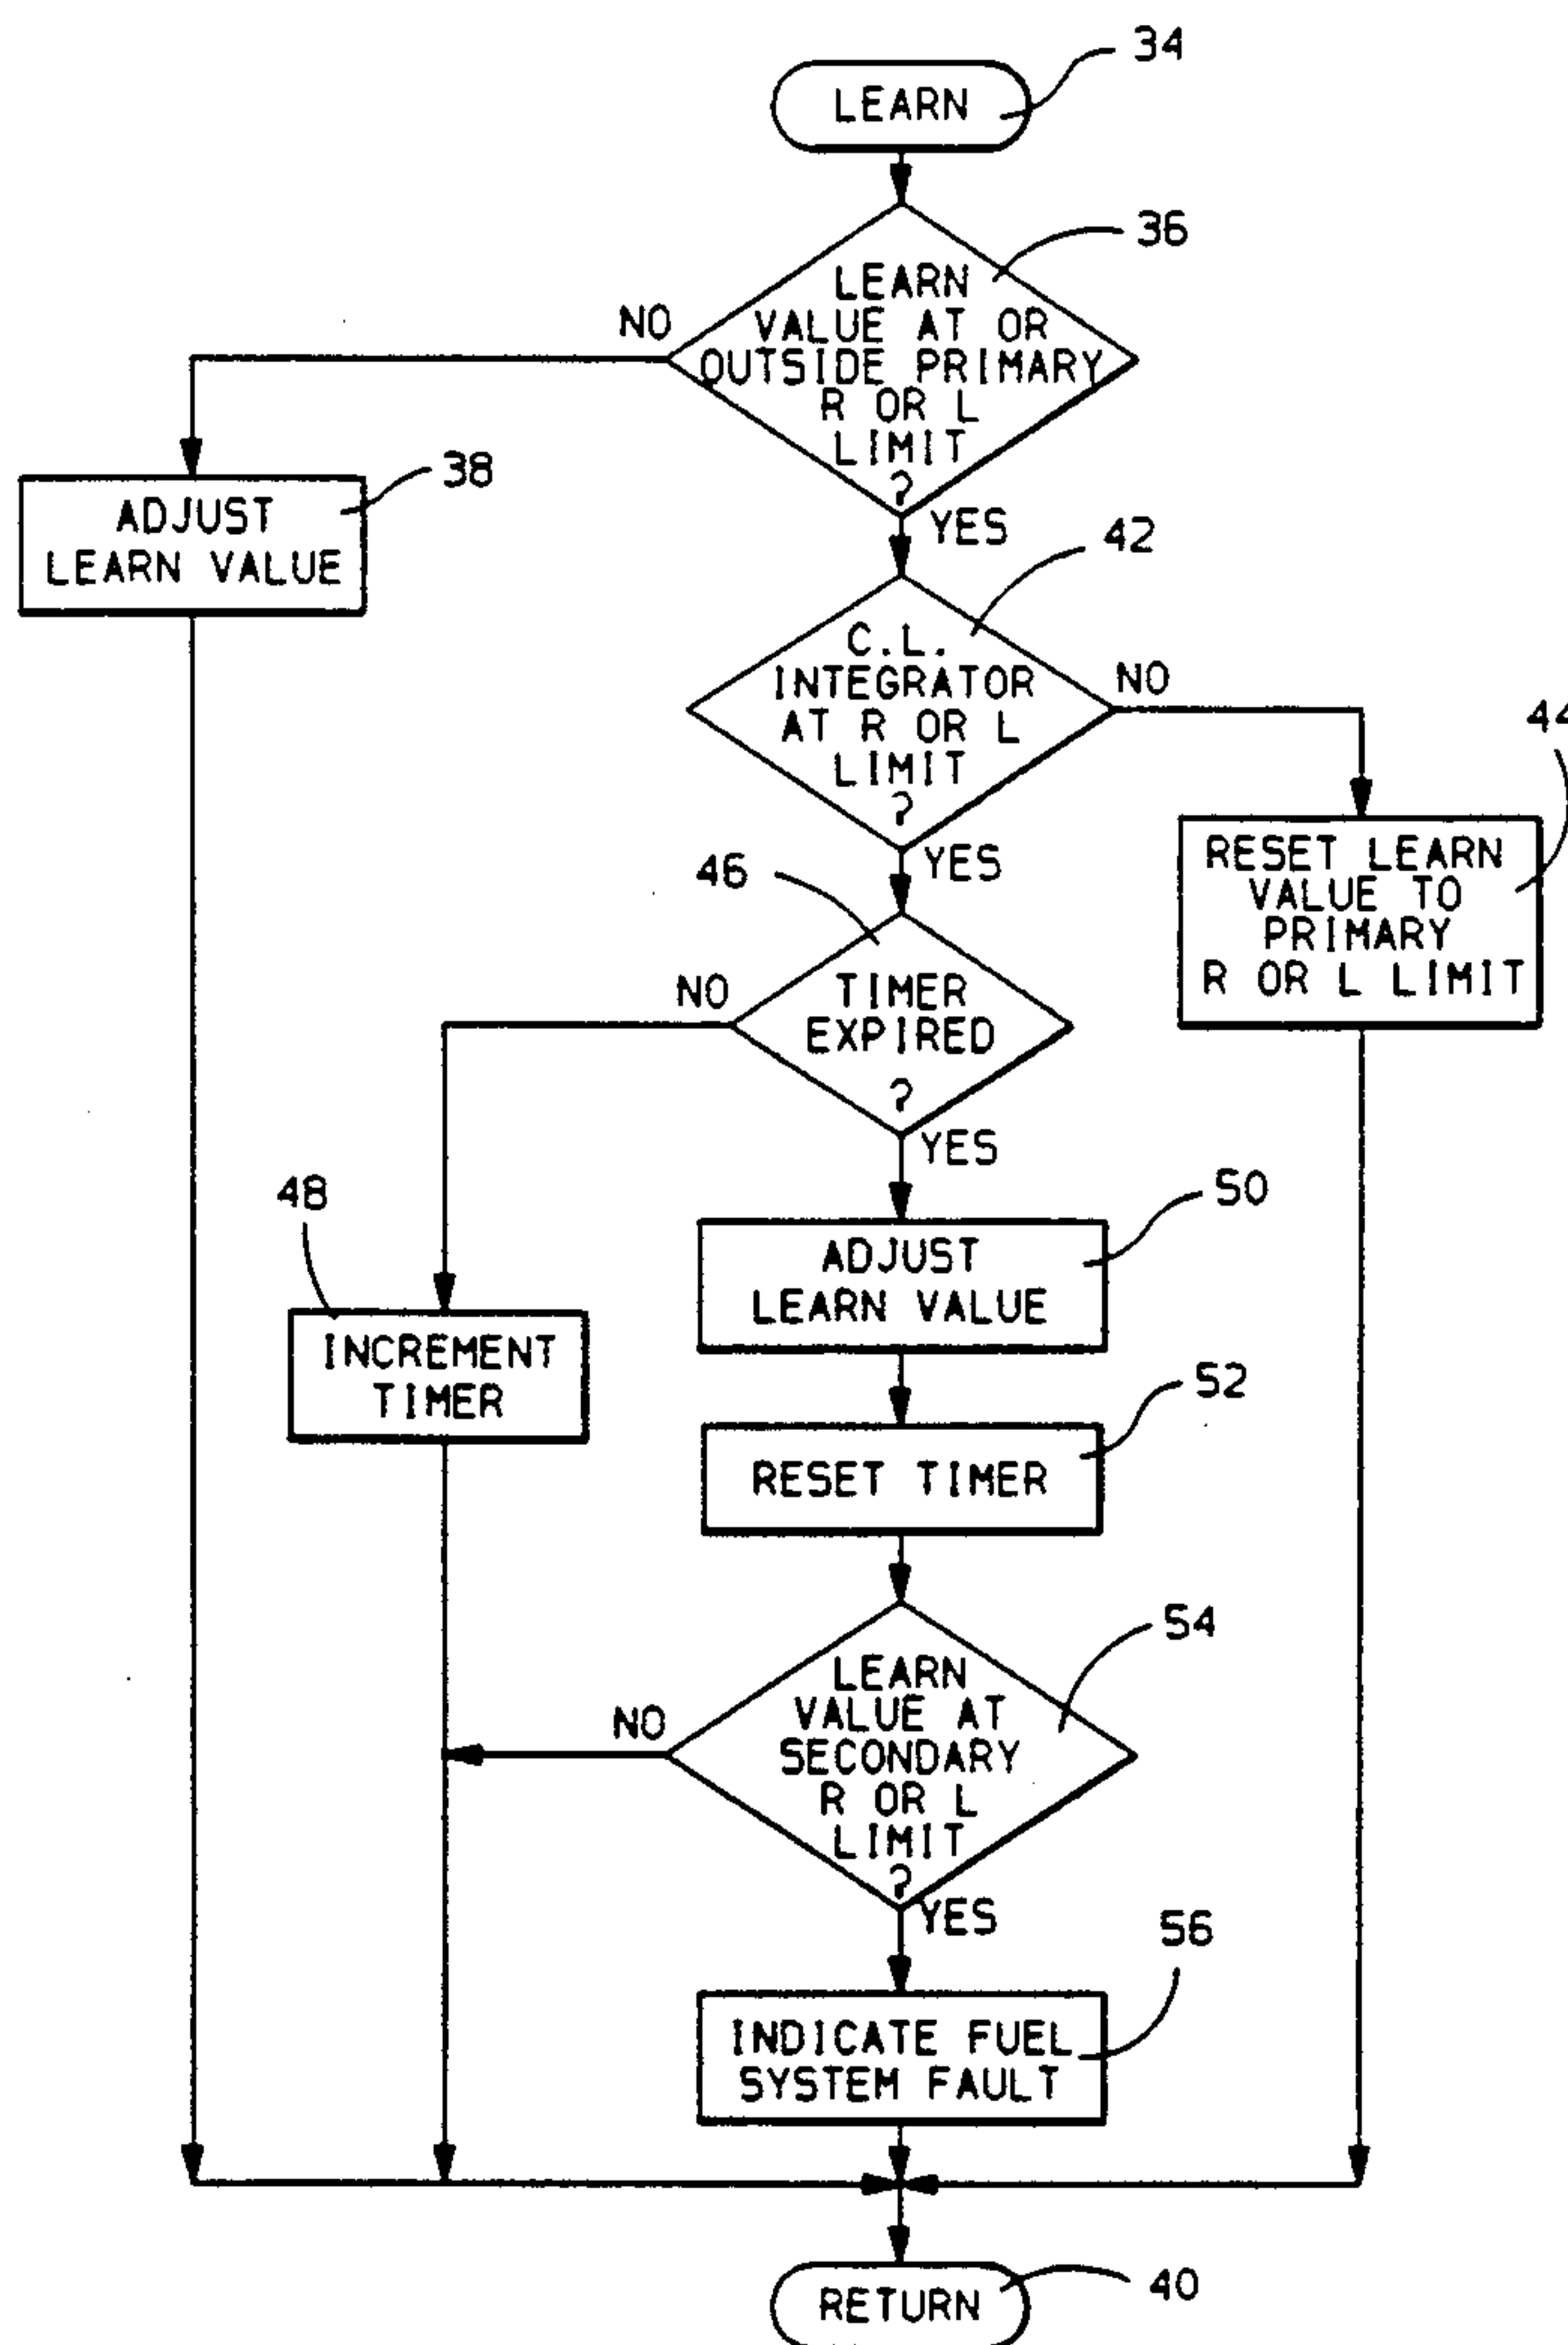 34
LEARN
36
LEARN
VALUE AT OR
OUTSIDE PRIMARY
R OR L
LIMIT
?
NO
YES
38
ADJUST
LEARN VALUE
42
C.L.
INTEGRATOR
AT R OR L
LIMIT
?
NO
YES
44
RESET LEARN
VALUE TO
PRIMARY
R OR L LIMIT
46
TIMER
EXPIRED
?
NO
YES
48
INCREMENT
TIMER
50
ADJUST
LEARN VALUE
52
RESET TIMER
54
LEARN
VALUE AT
SECONDARY
R OR L
LIMIT
?
NO
YES
56
INDICATE FUEL
SYSTEM FAULT
40
RETURN